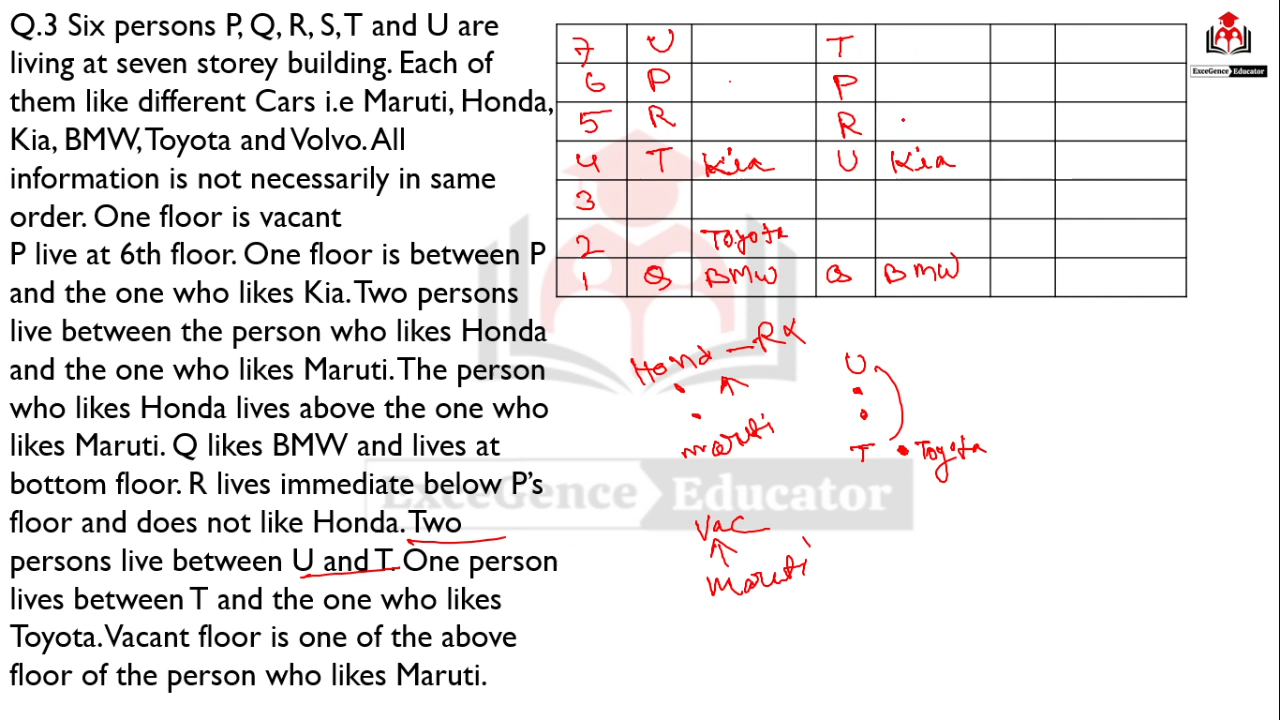 Q.3 Six persons P, Q, R, S, T and U are
living at seven storey building. Each of
them like different Cars i.e Maruti, Honda,
Kia, BMW, Toyota and Volvo. All
information is not necessarily in same
order. One floor is vacant
P live at 6th floor. One floor is between P
and the one who likes Kia. Two persons
live between the person who likes Honda
and the one who likes Maruti. The person
who likes Honda lives above the one who
likes Maruti. Q likes BMW and lives at
bottom floor. R lives immediate below P's
floor and does not like Honda. Two
persons live between U and T. One person
lives between T and the one who likes
Toyota. Vacant floor is one of the above
floor of the person who likes Maruti.
7 U T
6 P P
5 R R
4 T Kia U Kia
3
2 Toyota
1 Q BMW Q BMW
Honda — R x
maruti
U
T • Toyota
Vac
maruti
ExceGence Educator
ExceGence Educator